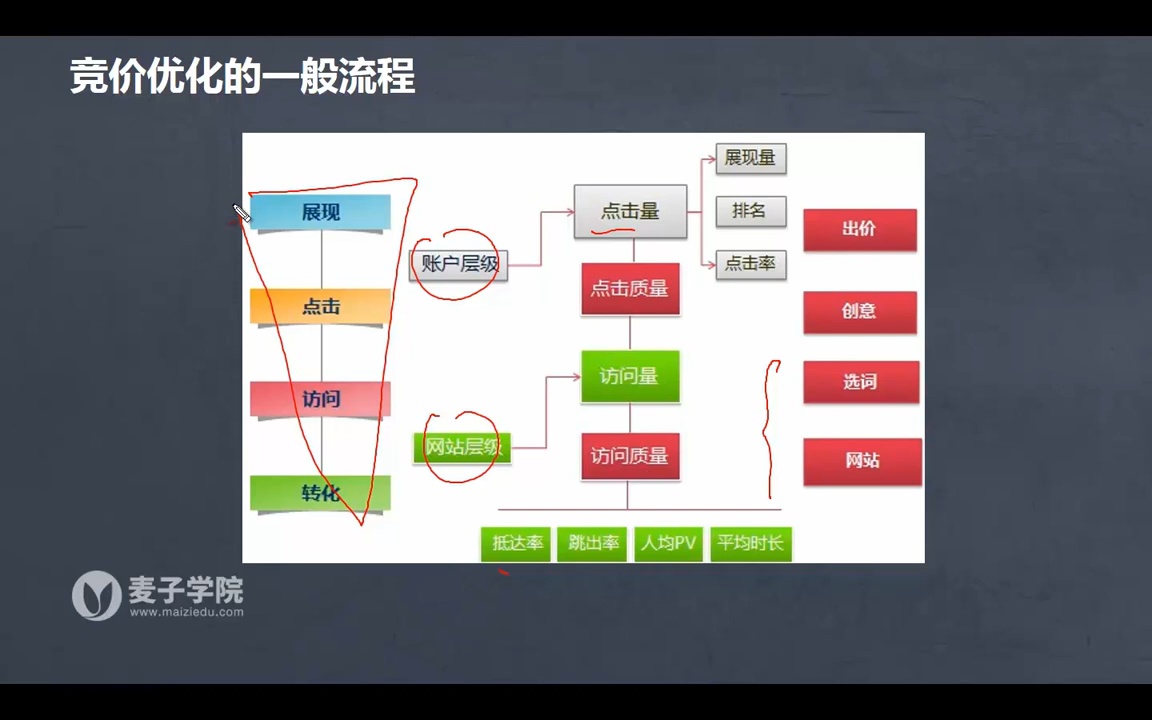 竞价优化的一般流程
展现
点击
访问
转化
账户层级
网站层级
点击量
点击质量
访问量
访问质量
展现量
排名
点击率
出价
创意
选词
网站
抵达率
跳出率
人均PV
平均时长
麦子学院
www.maiziedu.com